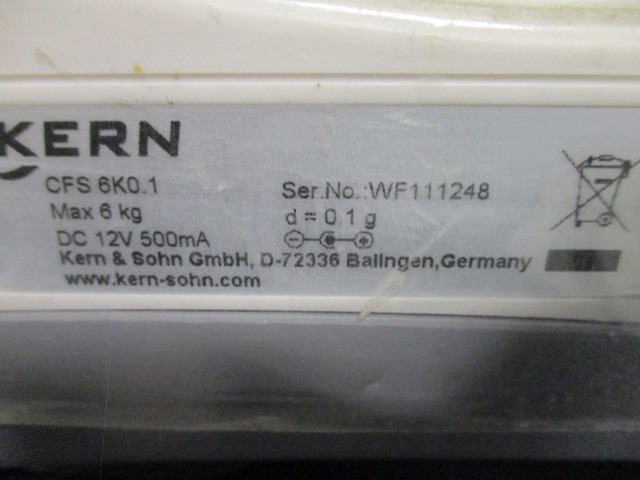 KERN
CFS 6K0.1
Ser.No.:WF111248
Max 6 kg
d = 0.1 g
DC 12V 500mA
Kern & Sohn GmbH, D-72336 Balingen,Germany
www.kern-sohn.com